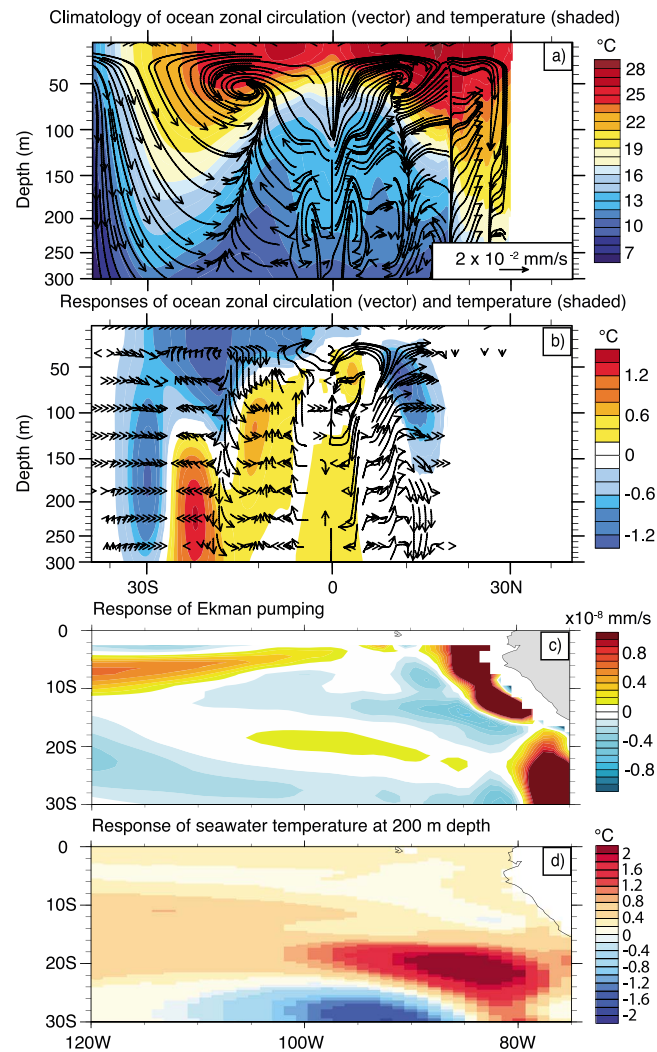 Climatology of ocean zonal circulation (vector) and temperature (shaded)
a)
°C
28
25
22
19
16
13
10
7
Depth (m)
50
100
150
200
250
300
2 x 10 -2 mm/s
Responses of ocean zonal circulation (vector) and temperature (shaded)
b)
°C
1.2
0.6
0
-0.6
-1.2
Depth (m)
50
100
150
200
250
300
30S
0
30N
Response of Ekman pumping
x10-8 mm/s
c)
0.8
0.4
0
-0.4
-0.8
0
10S
20S
30S
Response of seawater temperature at 200 m depth
°C
d)
2
1.6
1.2
0.8
0.4
0
-0.4
-0.8
-1.2
-1.6
-2
0
10S
20S
30S
120W
100W
80W